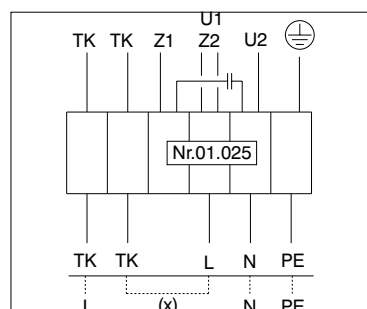 U1
TK TK Z1 Z2 U2
Nr.01.025
TK TK L N PE
L (x) N PE